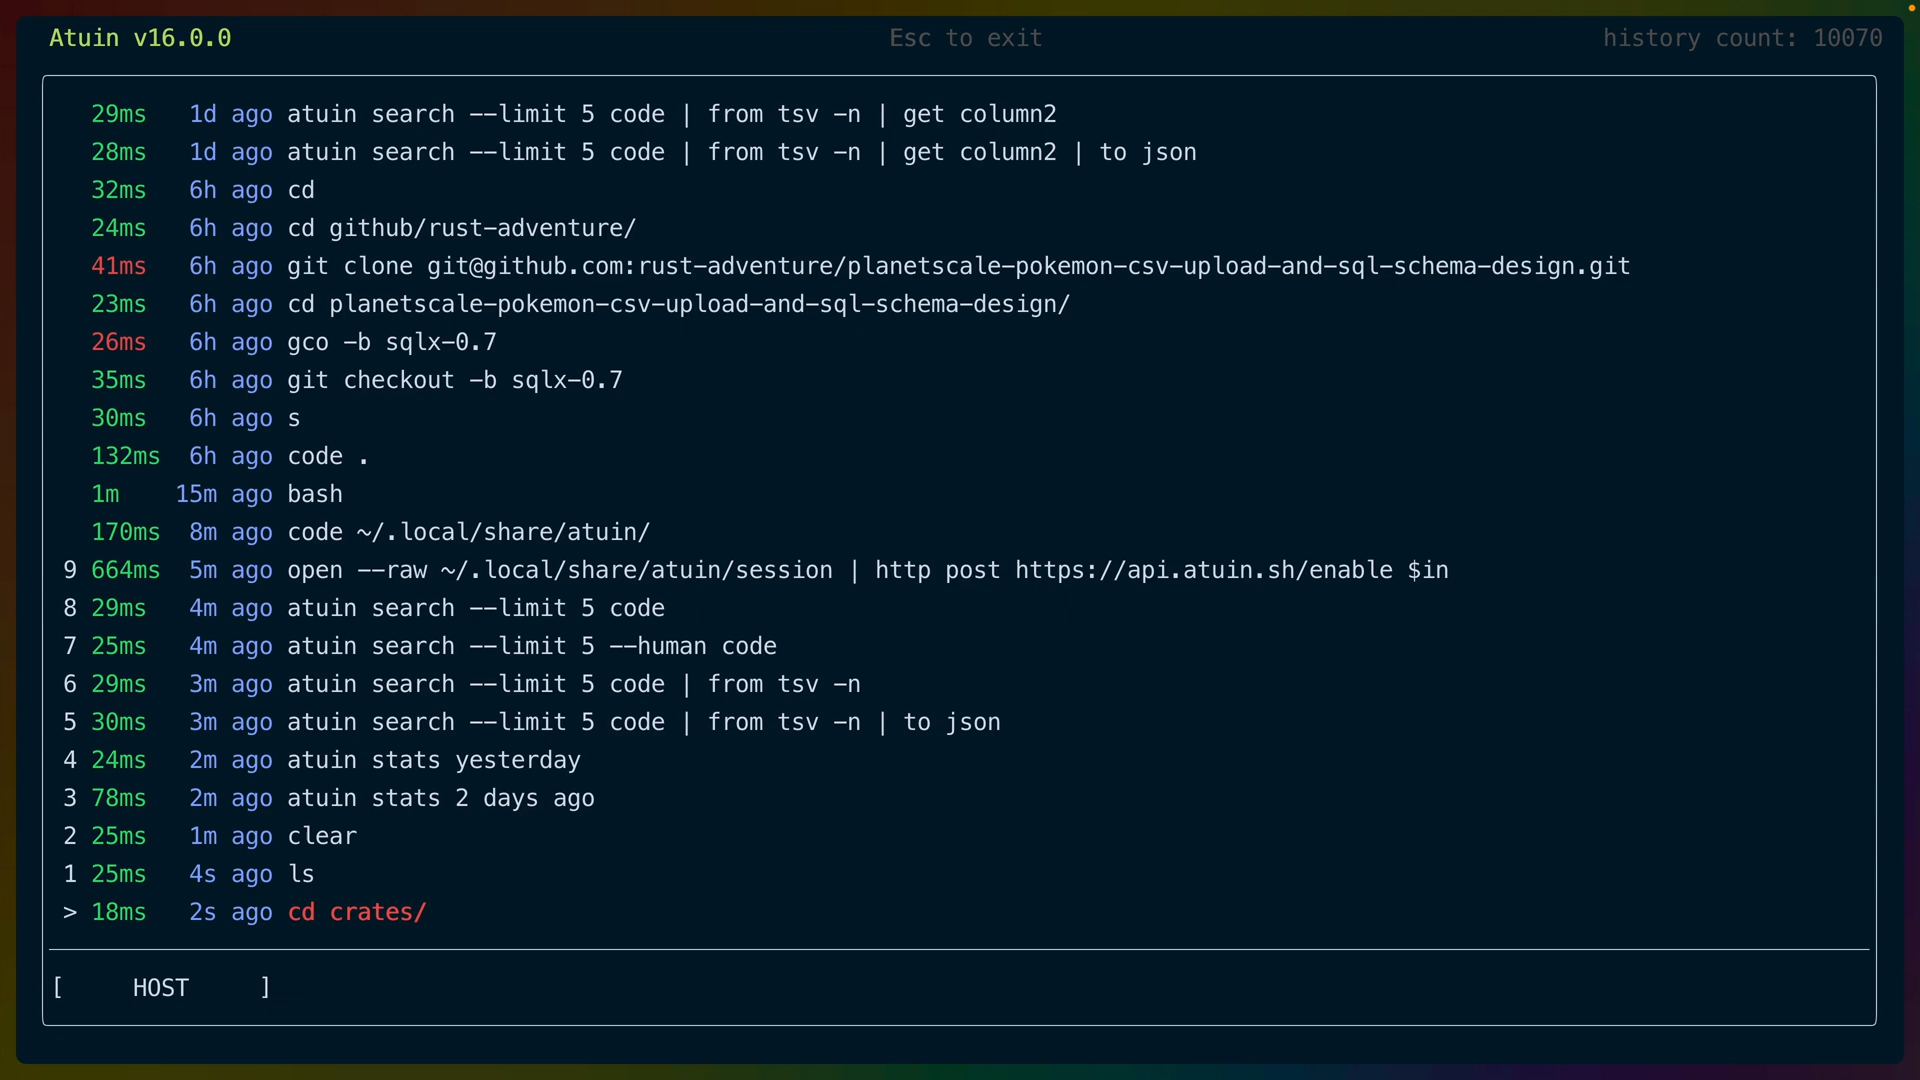 Atuin v16.0.0 Esc to exit history count: 10070
29ms 1d ago atuin search --limit 5 code | from tsv -n | get column2
28ms 1d ago atuin search --limit 5 code | from tsv -n | get column2 | to json
32ms 6h ago cd
24ms 6h ago cd github/rust-adventure/
41ms 6h ago git clone git@github.com:rust-adventure/planetscale-pokemon-csv-upload-and-sql-schema-design.git
23ms 6h ago cd planetscale-pokemon-csv-upload-and-sql-schema-design/
26ms 6h ago gco -b sqlx-0.7
35ms 6h ago git checkout -b sqlx-0.7
30ms 6h ago s
132ms 6h ago code .
1m 15m ago bash
170ms 8m ago code ~/.local/share/atuin/
9 664ms 5m ago open --raw ~/.local/share/atuin/session | http post https://api.atuin.sh/enable $in
8 29ms 4m ago atuin search --limit 5 code
7 25ms 4m ago atuin search --limit 5 --human code
6 29ms 3m ago atuin search --limit 5 code | from tsv -n
5 30ms 3m ago atuin search --limit 5 code | from tsv -n | to json
4 24ms 2m ago atuin stats yesterday
3 78ms 2m ago atuin stats 2 days ago
2 25ms 1m ago clear
1 25ms 4s ago ls
> 18ms 2s ago cd crates/
[ HOST ]